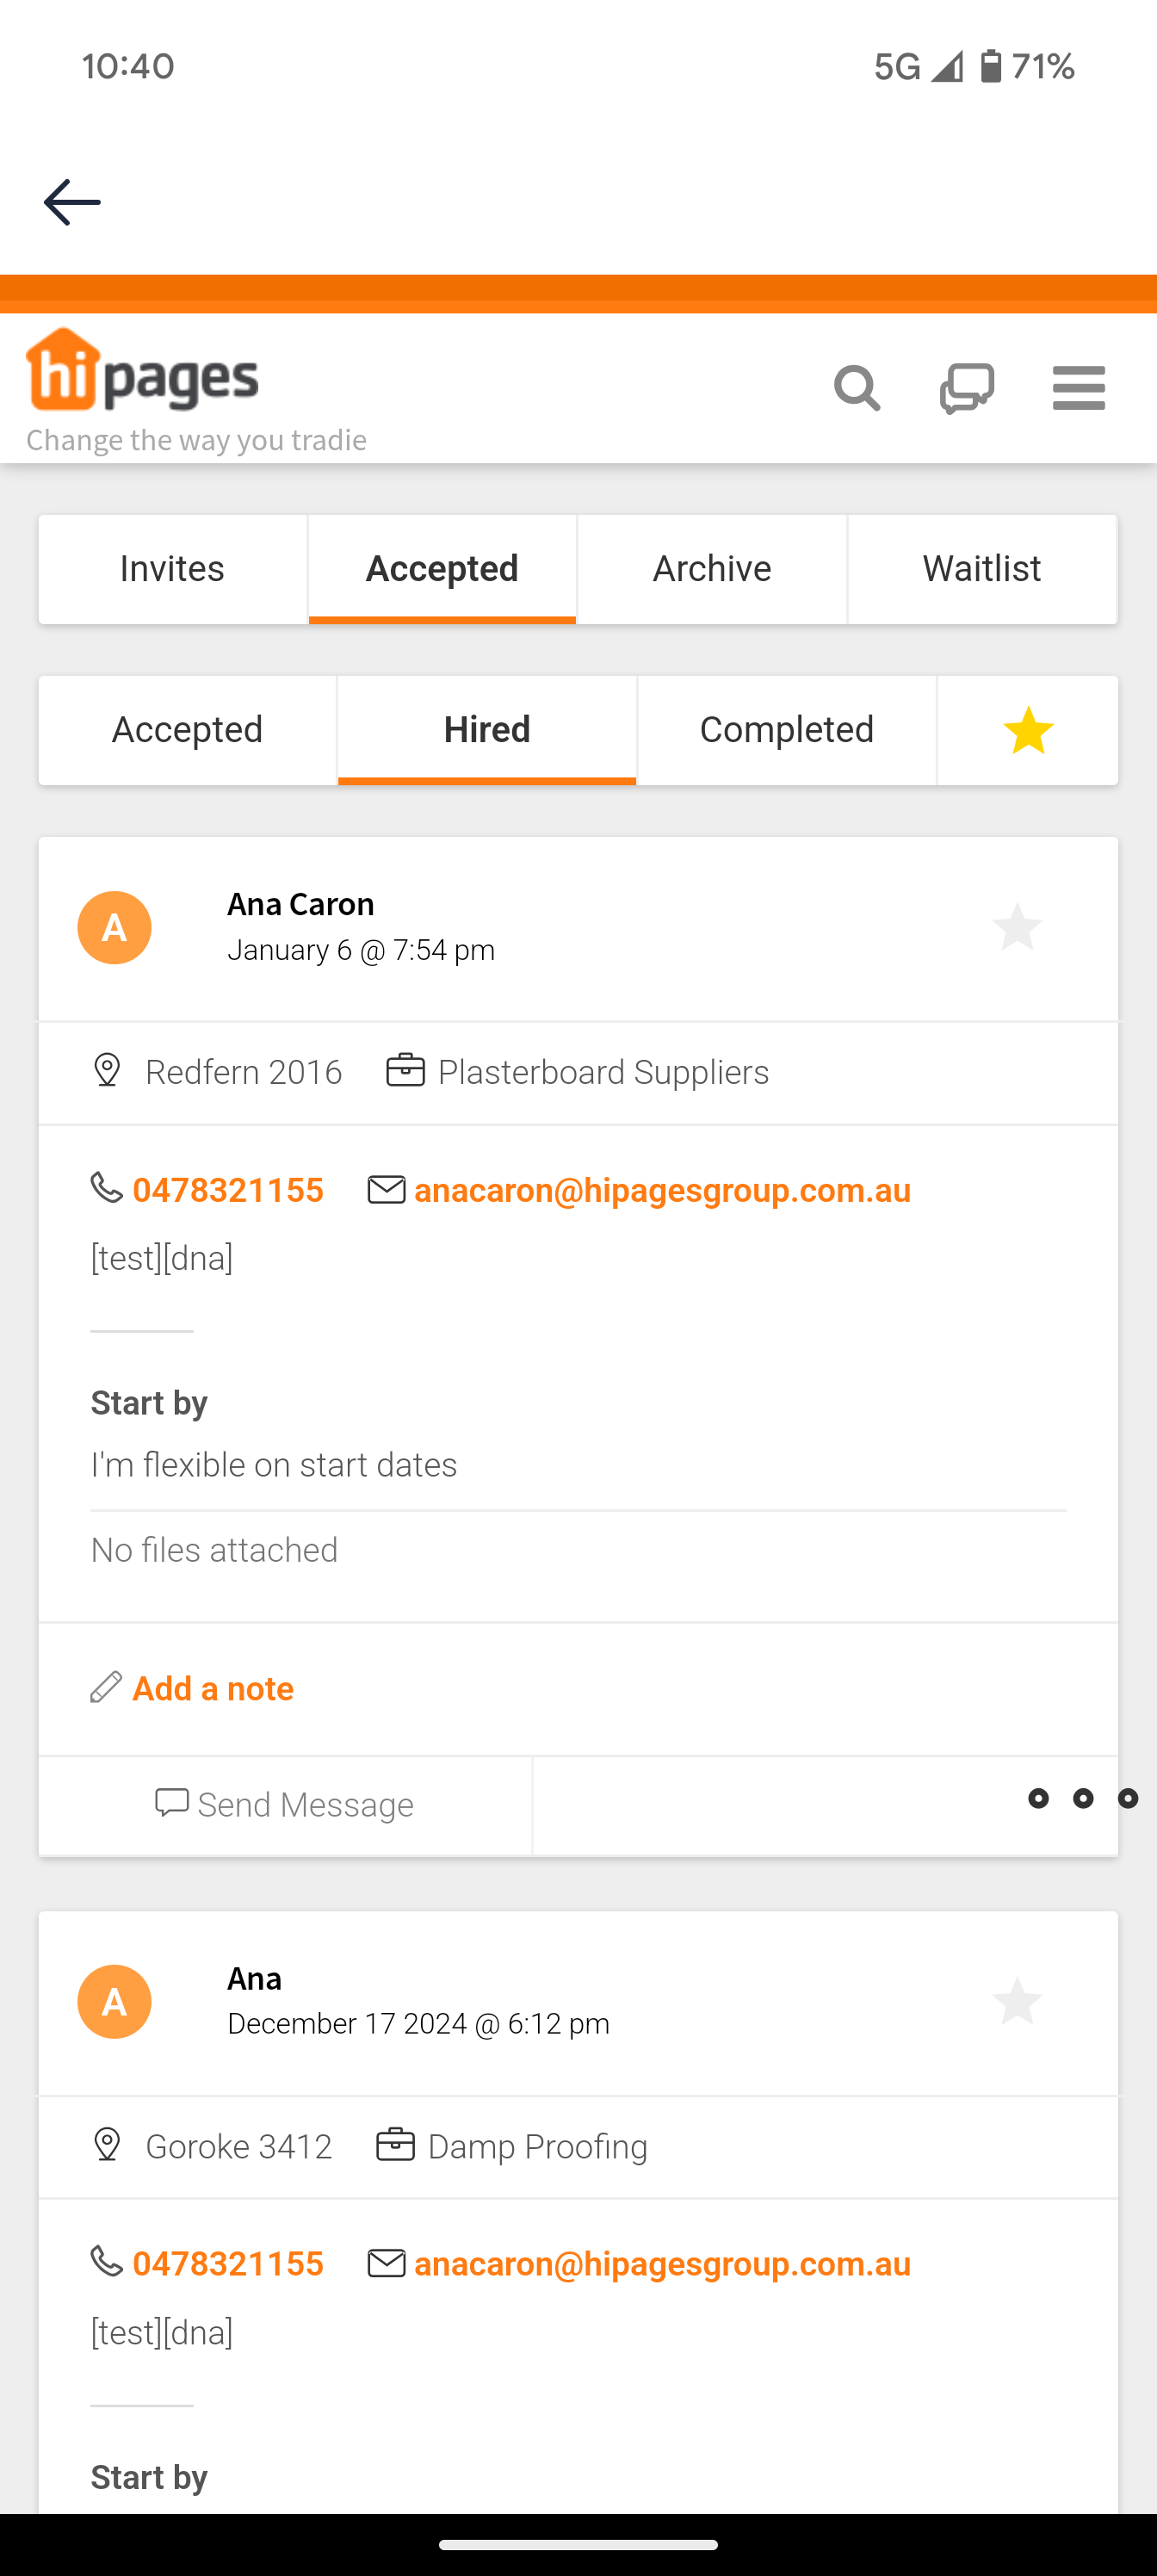 10:40 5G 71%
hipages
Change the way you tradie
Invites Accepted Archive Waitlist
Accepted Hired Completed
A
Ana Caron
January 6 @ 7:54 pm
Redfern 2016 Plasterboard Suppliers
0478321155 anacaron@hipagesgroup.com.au
[test][dna]
Start by
I'm flexible on start dates
No files attached
Add a note
Send Message
A
Ana
December 17 2024 @ 6:12 pm
Goroke 3412 Damp Proofing
0478321155 anacaron@hipagesgroup.com.au
[test][dna]
Start by